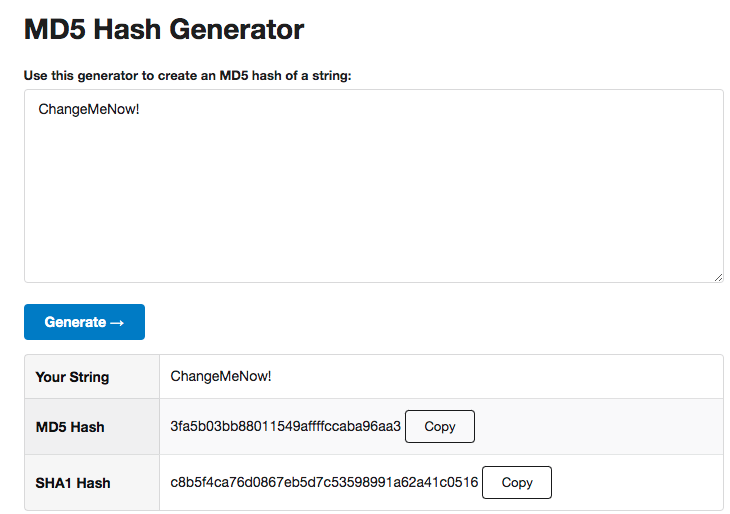 MD5 Hash Generator
Use this generator to create an MD5 hash of a string:
ChangeMeNow!
Generate →
Your String ChangeMeNow!
MD5 Hash 3fa5b03bb88011549affffccaba96aa3 Copy
SHA1 Hash c8b5f4ca76d0867eb5d7c53598991a62a41c0516 Copy